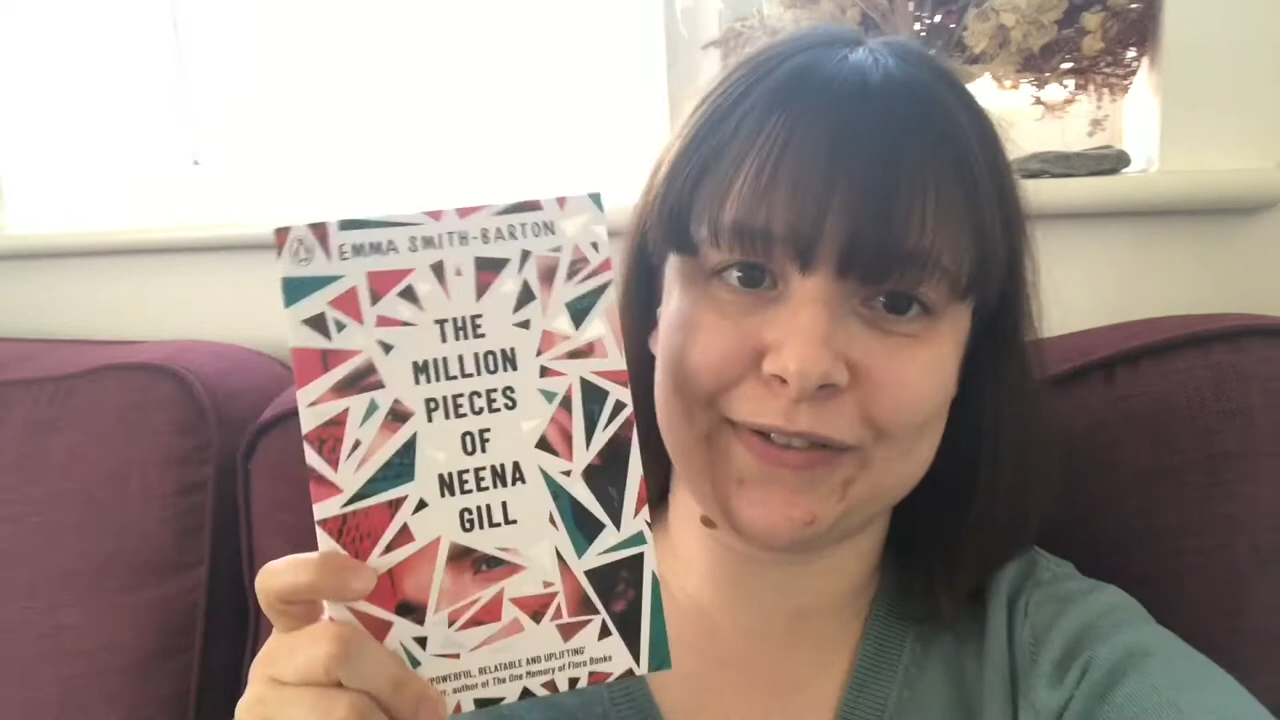 EMMA SMITH-BARTON
THE
MILLION
PIECES
OF
NEENA
GILL
'POWERFUL, RELATABLE AND UPLIFTING'
author of The One Memory of Flora Banks